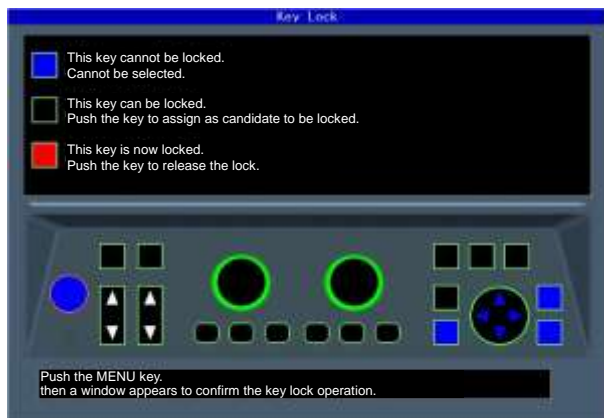 Key Lock
This key cannot be locked.
Cannot be selected.
This key can be locked.
Push the key to assign as candidate to be locked.
This key is now locked.
Push the key to release the lock.
Push the MENU key.
then a window appears to confirm the key lock operation.